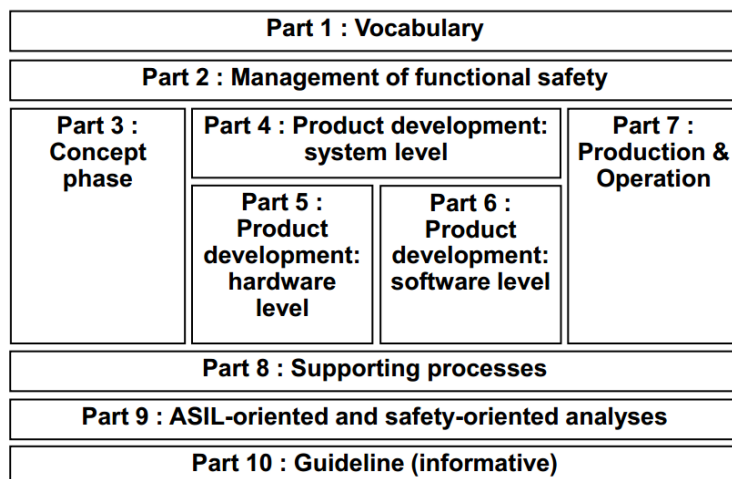 Part 1 : Vocabulary
Part 2 : Management of functional safety
Part 3 :
Concept
phase
Part 4 : Product development:
system level
Part 5 :
Product
development:
hardware
level
Part 6 :
Product
development:
software level
Part 7 :
Production &
Operation
Part 8 : Supporting processes
Part 9 : ASIL-oriented and safety-oriented analyses
Part 10 : Guideline (informative)